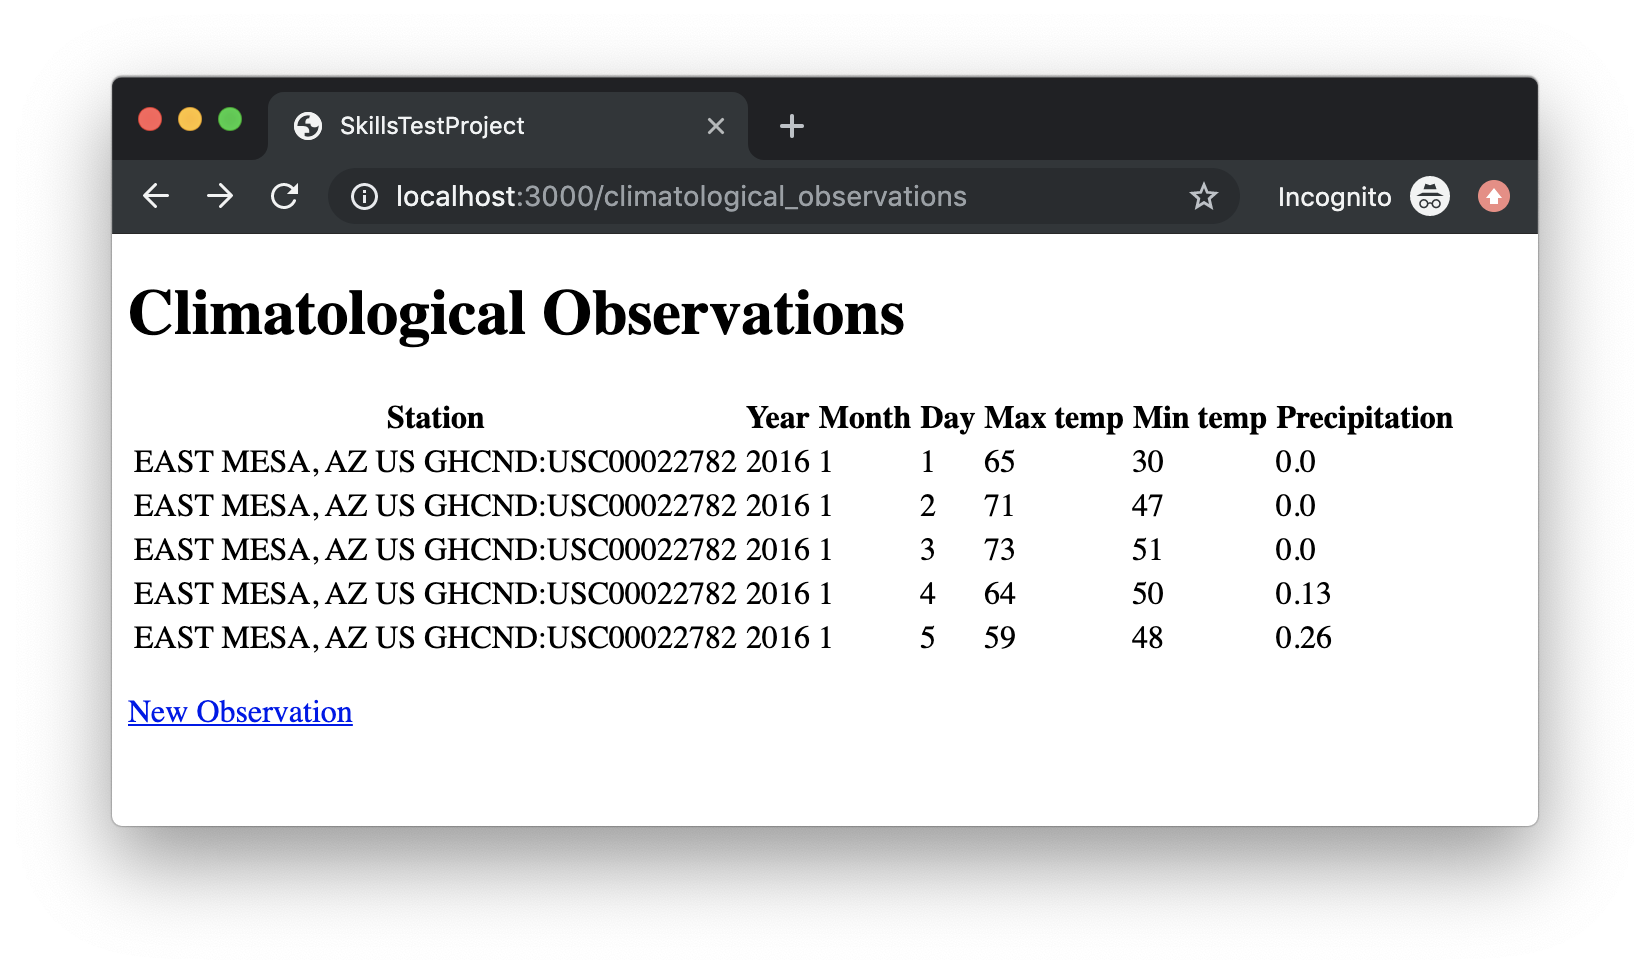 SkillsTestProject
localhost:3000/climatological_observations
Incognito
Climatological Observations
Station Year Month Day Max temp Min temp Precipitation
EAST MESA, AZ US GHCND:USC00022782 2016 1 1 65 30 0.0
EAST MESA, AZ US GHCND:USC00022782 2016 1 2 71 47 0.0
EAST MESA, AZ US GHCND:USC00022782 2016 1 3 73 51 0.0
EAST MESA, AZ US GHCND:USC00022782 2016 1 4 64 50 0.13
EAST MESA, AZ US GHCND:USC00022782 2016 1 5 59 48 0.26
New Observation